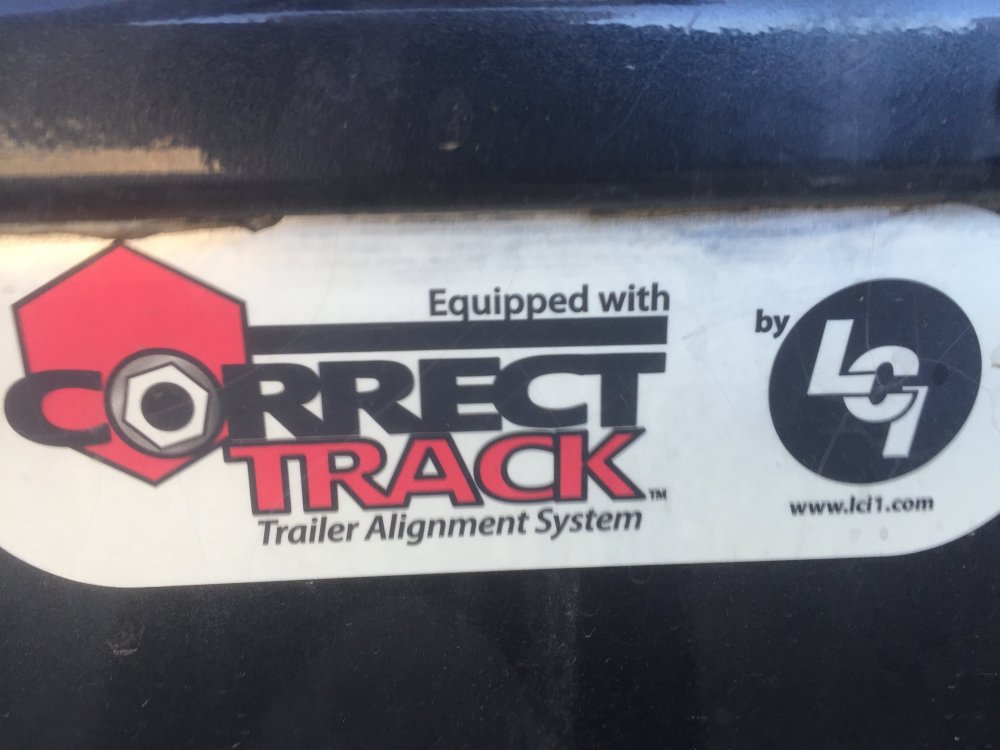 Equipped with
CORRECT
TRACK™
Trailer Alignment System
by
LCI
www.lci1.com